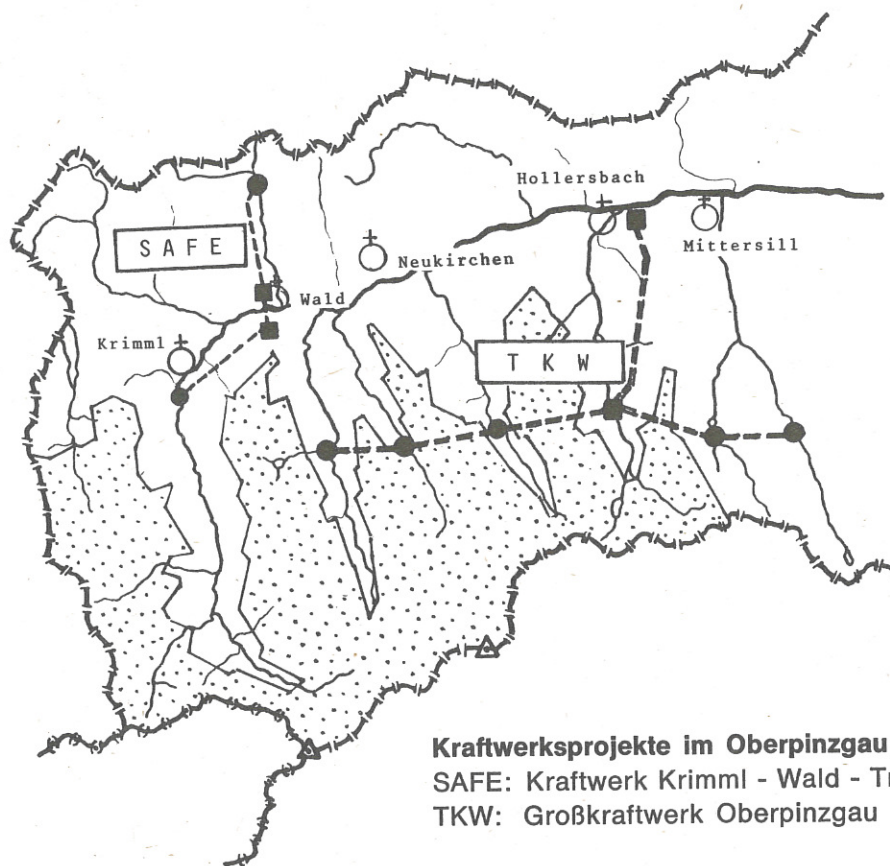 Hollersbach
SAFE
Neukirchen
Mittersill
Wald
Krimml
TKW
Kraftwerksprojekte im Oberpinzgau
SAFE: Kraftwerk Krimml - Wald -
TKW: Großkraftwerk Oberpinzgau